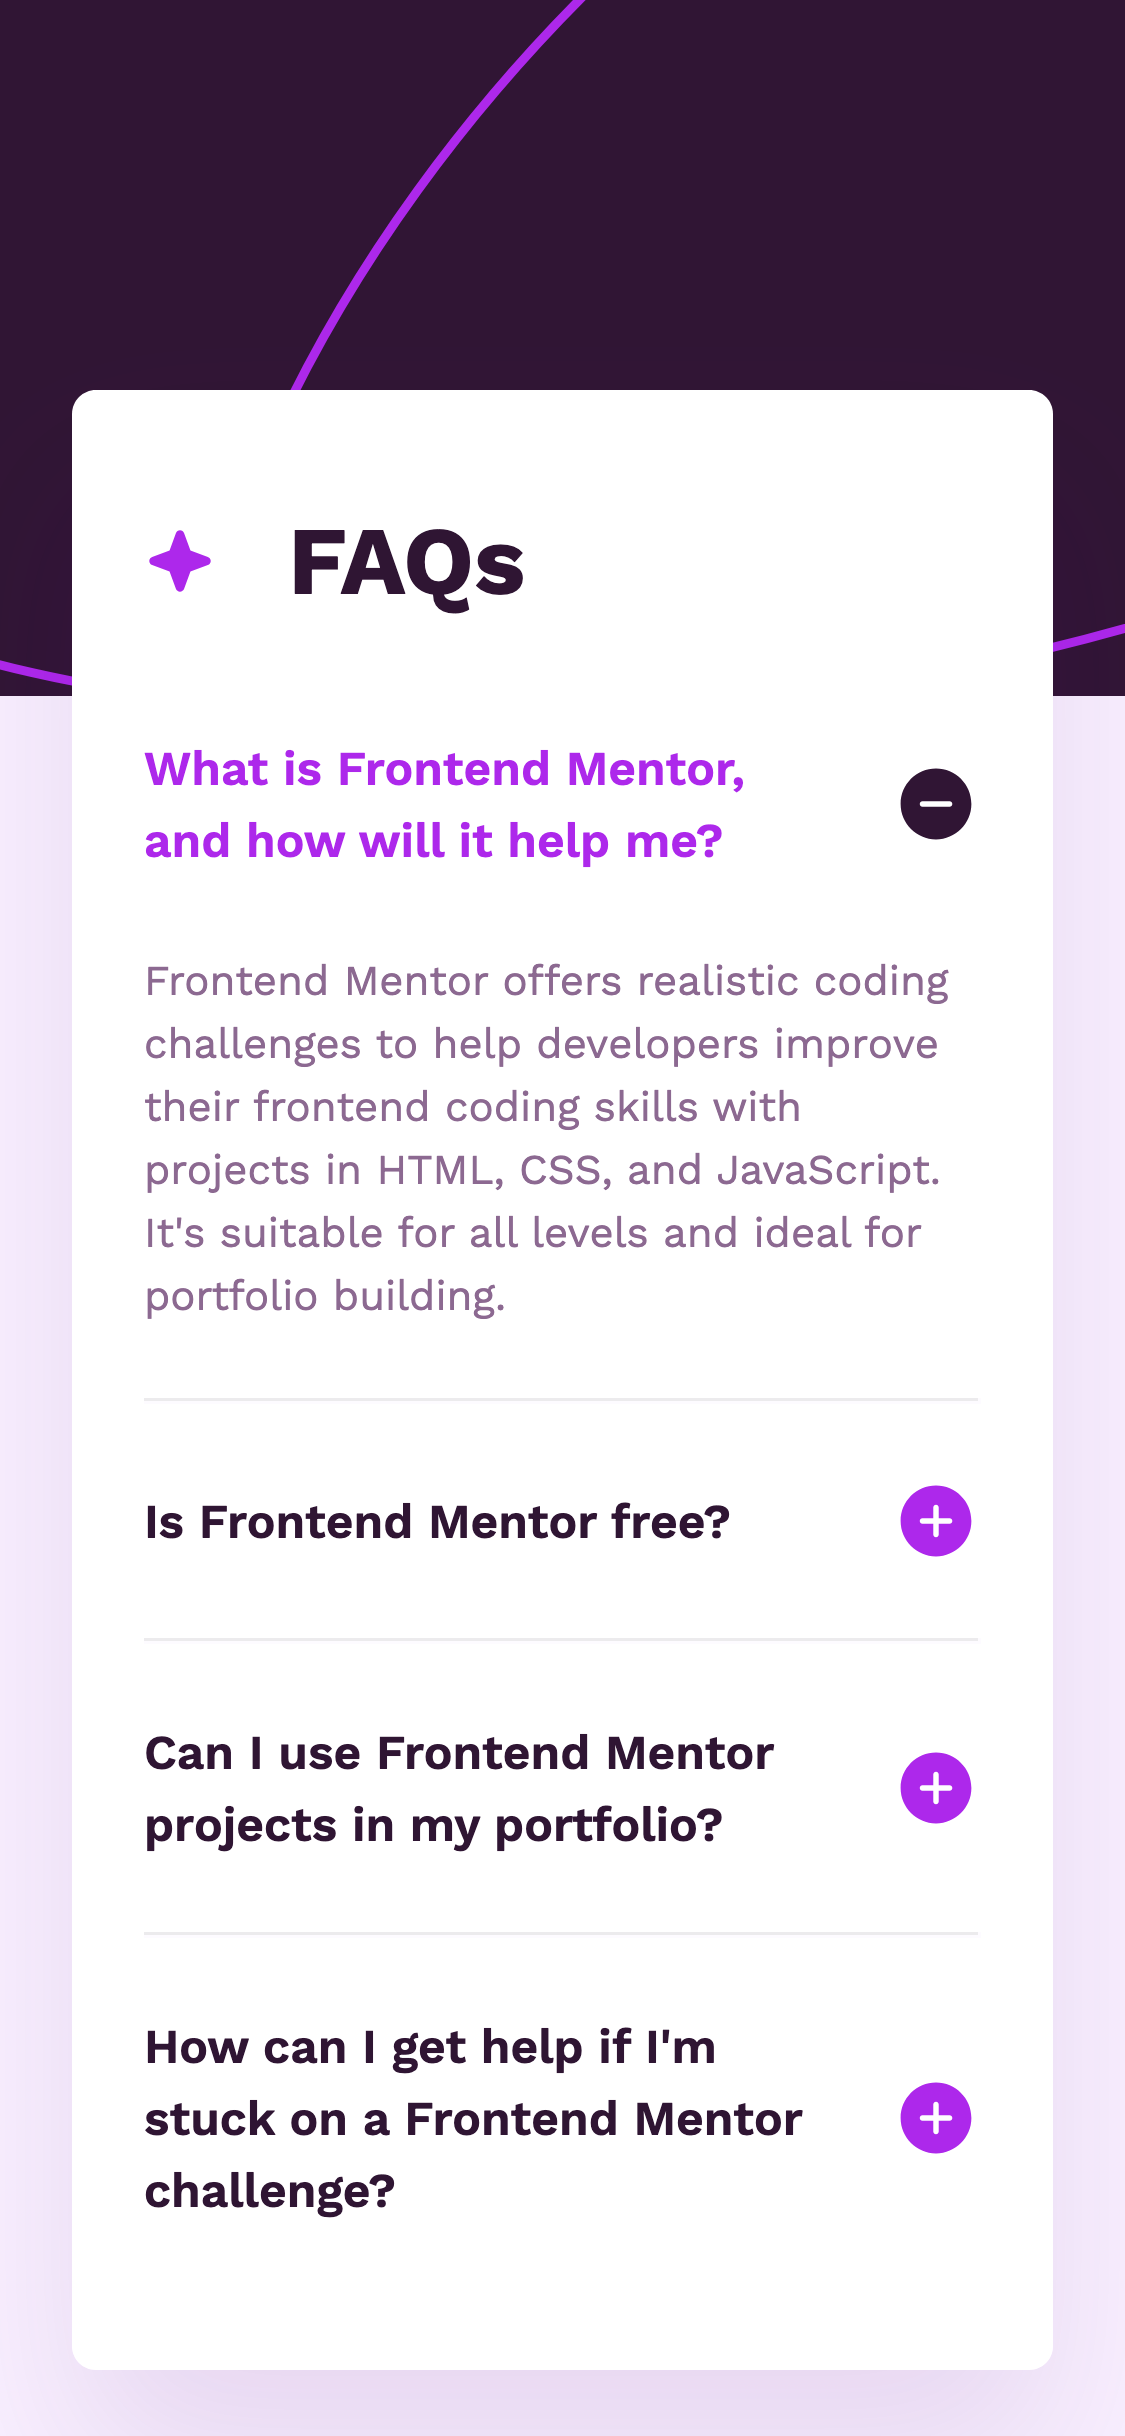 FAQs
What is Frontend Mentor,
and how will it help me?
Frontend Mentor offers realistic coding
challenges to help developers improve
their frontend coding skills with
projects in HTML, CSS, and JavaScript.
It's suitable for all levels and ideal for
portfolio building.
Is Frontend Mentor free?
Can I use Frontend Mentor
projects in my portfolio?
How can I get help if I'm
stuck on a Frontend Mentor
challenge?